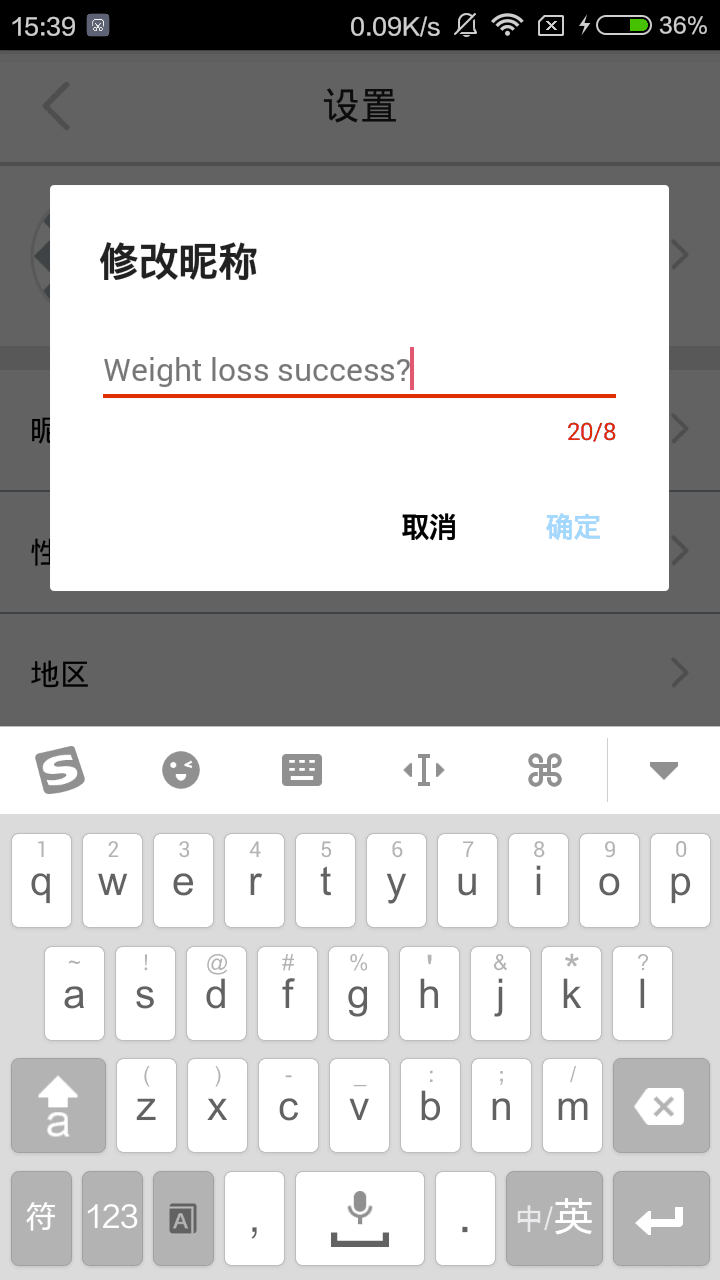 15:39 0.09K/s 36%
设置
修改昵称
Weight loss success?
昵
20/8
取消 确定
性
地区
1 2 3 4 5 6 7 8 9 0
q w e r t y u i o p
~ ! @ # % ' & * ?
a s d f g h j k l
( ) - _ : ; /
a z x c v b n m
符 123 A , . 中/英